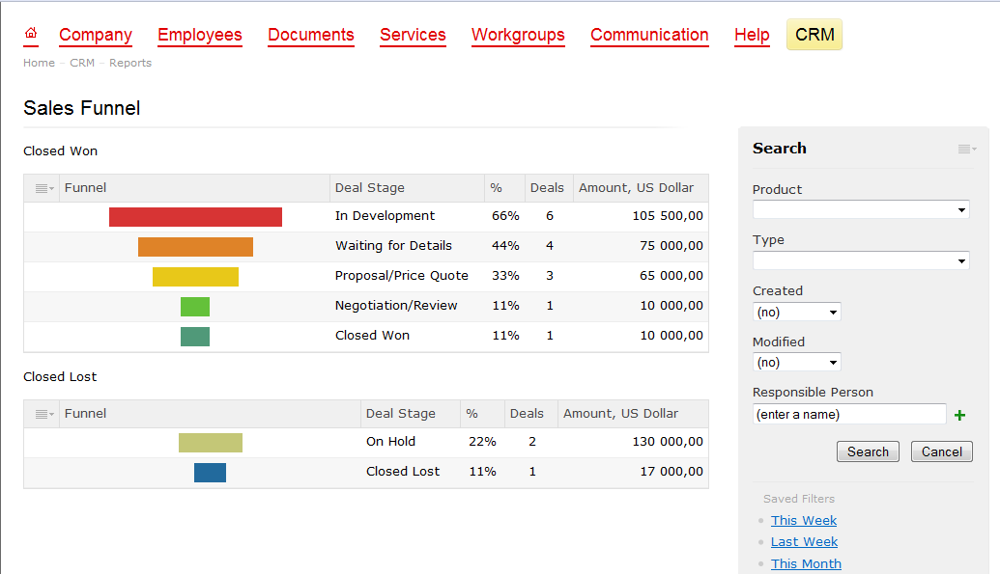 Company Employees Documents Services Workgroups Communication Help CRM
Home – CRM – Reports
Sales Funnel
Closed Won
Funnel Deal Stage % Deals Amount, US Dollar
In Development 66% 6 105 500,00
Waiting for Details 44% 4 75 000,00
Proposal/Price Quote 33% 3 65 000,00
Negotiation/Review 11% 1 10 000,00
Closed Won 11% 1 10 000,00
Closed Lost
Funnel Deal Stage % Deals Amount, US Dollar
On Hold 22% 2 130 000,00
Closed Lost 11% 1 17 000,00
Search
Product
Type
Created
(no)
Modified
(no)
Responsible Person
(enter a name)
Search Cancel
Saved Filters
This Week
Last Week
This Month